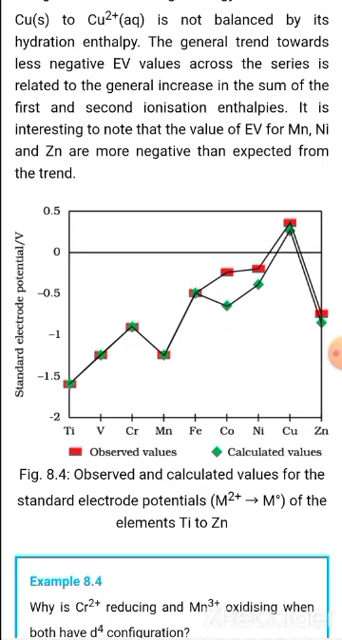 Cu(s) to Cu2+(aq) is not balanced by its
hydration enthalpy. The general trend towards
less negative EV values across the series is
related to the general increase in the sum of the
first and second ionisation enthalpies. It is
interesting to note that the value of EV for Mn, Ni
and Zn are more negative than expected from
the trend.
Standard electrode potential/V
0.5
0
–0.5
–1
–1.5
–2
Ti V Cr Mn Fe Co Ni Cu Zn
Observed values Calculated values
Fig. 8.4: Observed and calculated values for the
standard electrode potentials (M2+ → M°) of the
elements Ti to Zn
Example 8.4
Why is Cr2+ reducing and Mn3+ oxidising when
both have d4 configuration?